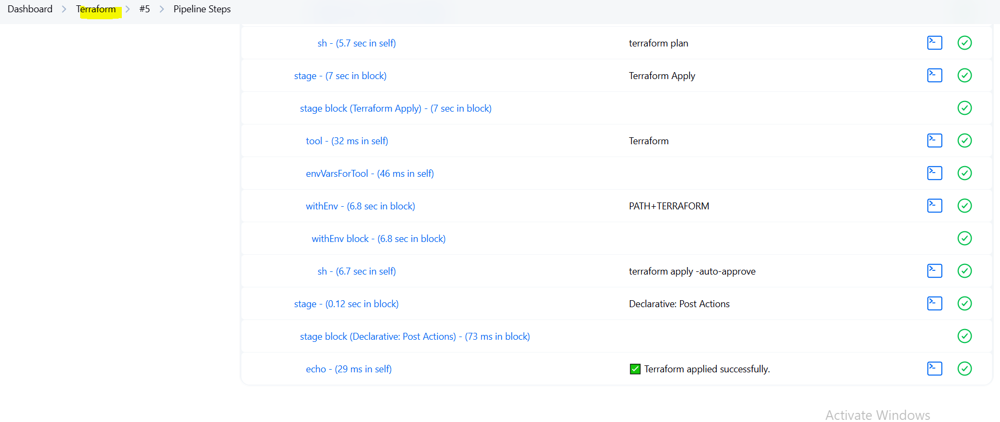 Dashboard > Terraform > #5 > Pipeline Steps
sh - (5.7 sec in self) terraform plan
stage - (7 sec in block) Terraform Apply
stage block (Terraform Apply) - (7 sec in block)
tool - (32 ms in self) Terraform
envVarsForTool - (46 ms in self)
withEnv - (6.8 sec in block) PATH+TERRAFORM
withEnv block - (6.8 sec in block)
sh - (6.7 sec in self) terraform apply -auto-approve
stage - (0.12 sec in block) Declarative: Post Actions
stage block (Declarative: Post Actions) - (73 ms in block)
echo - (29 ms in self) ✅ Terraform applied successfully.
Activate Windows